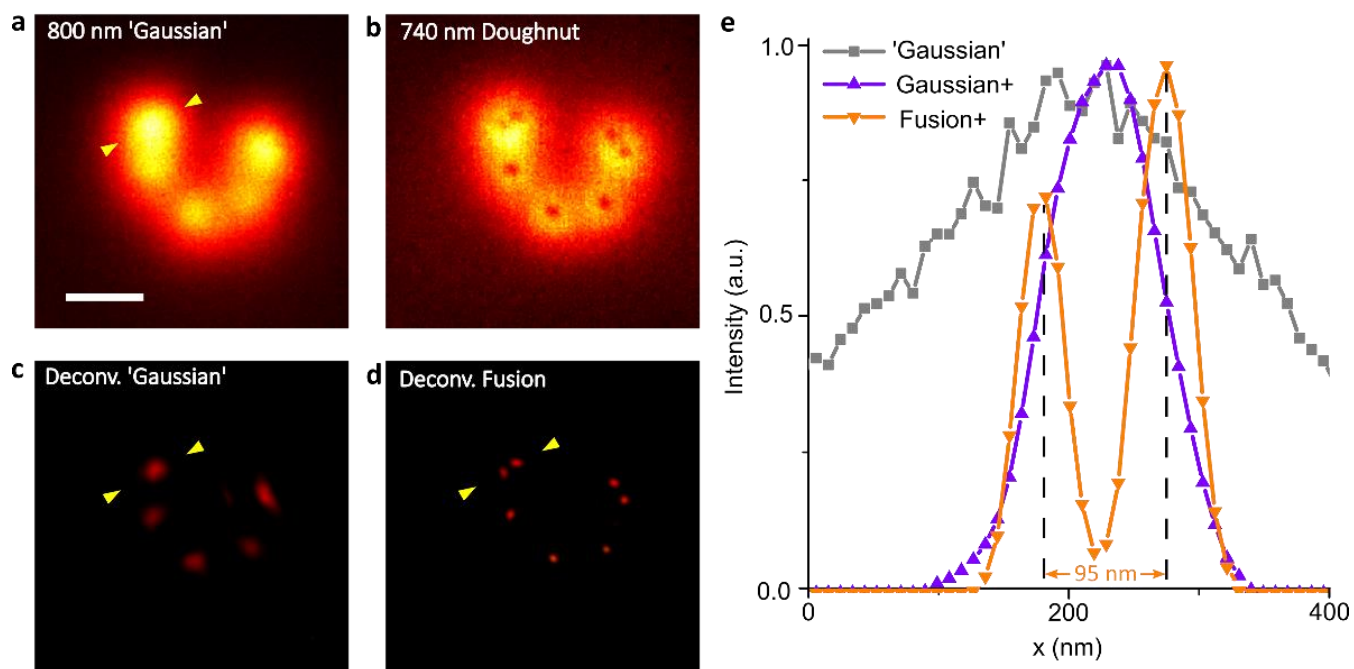 a
800 nm 'Gaussian'
b
740 nm Doughnut
c
Deconv. 'Gaussian'
d
Deconv. Fusion
e
'Gaussian'
Gaussian+
Fusion+
Intensity (a.u.)
1.0
0.5
0.0
95 nm
0
200
400
x (nm)